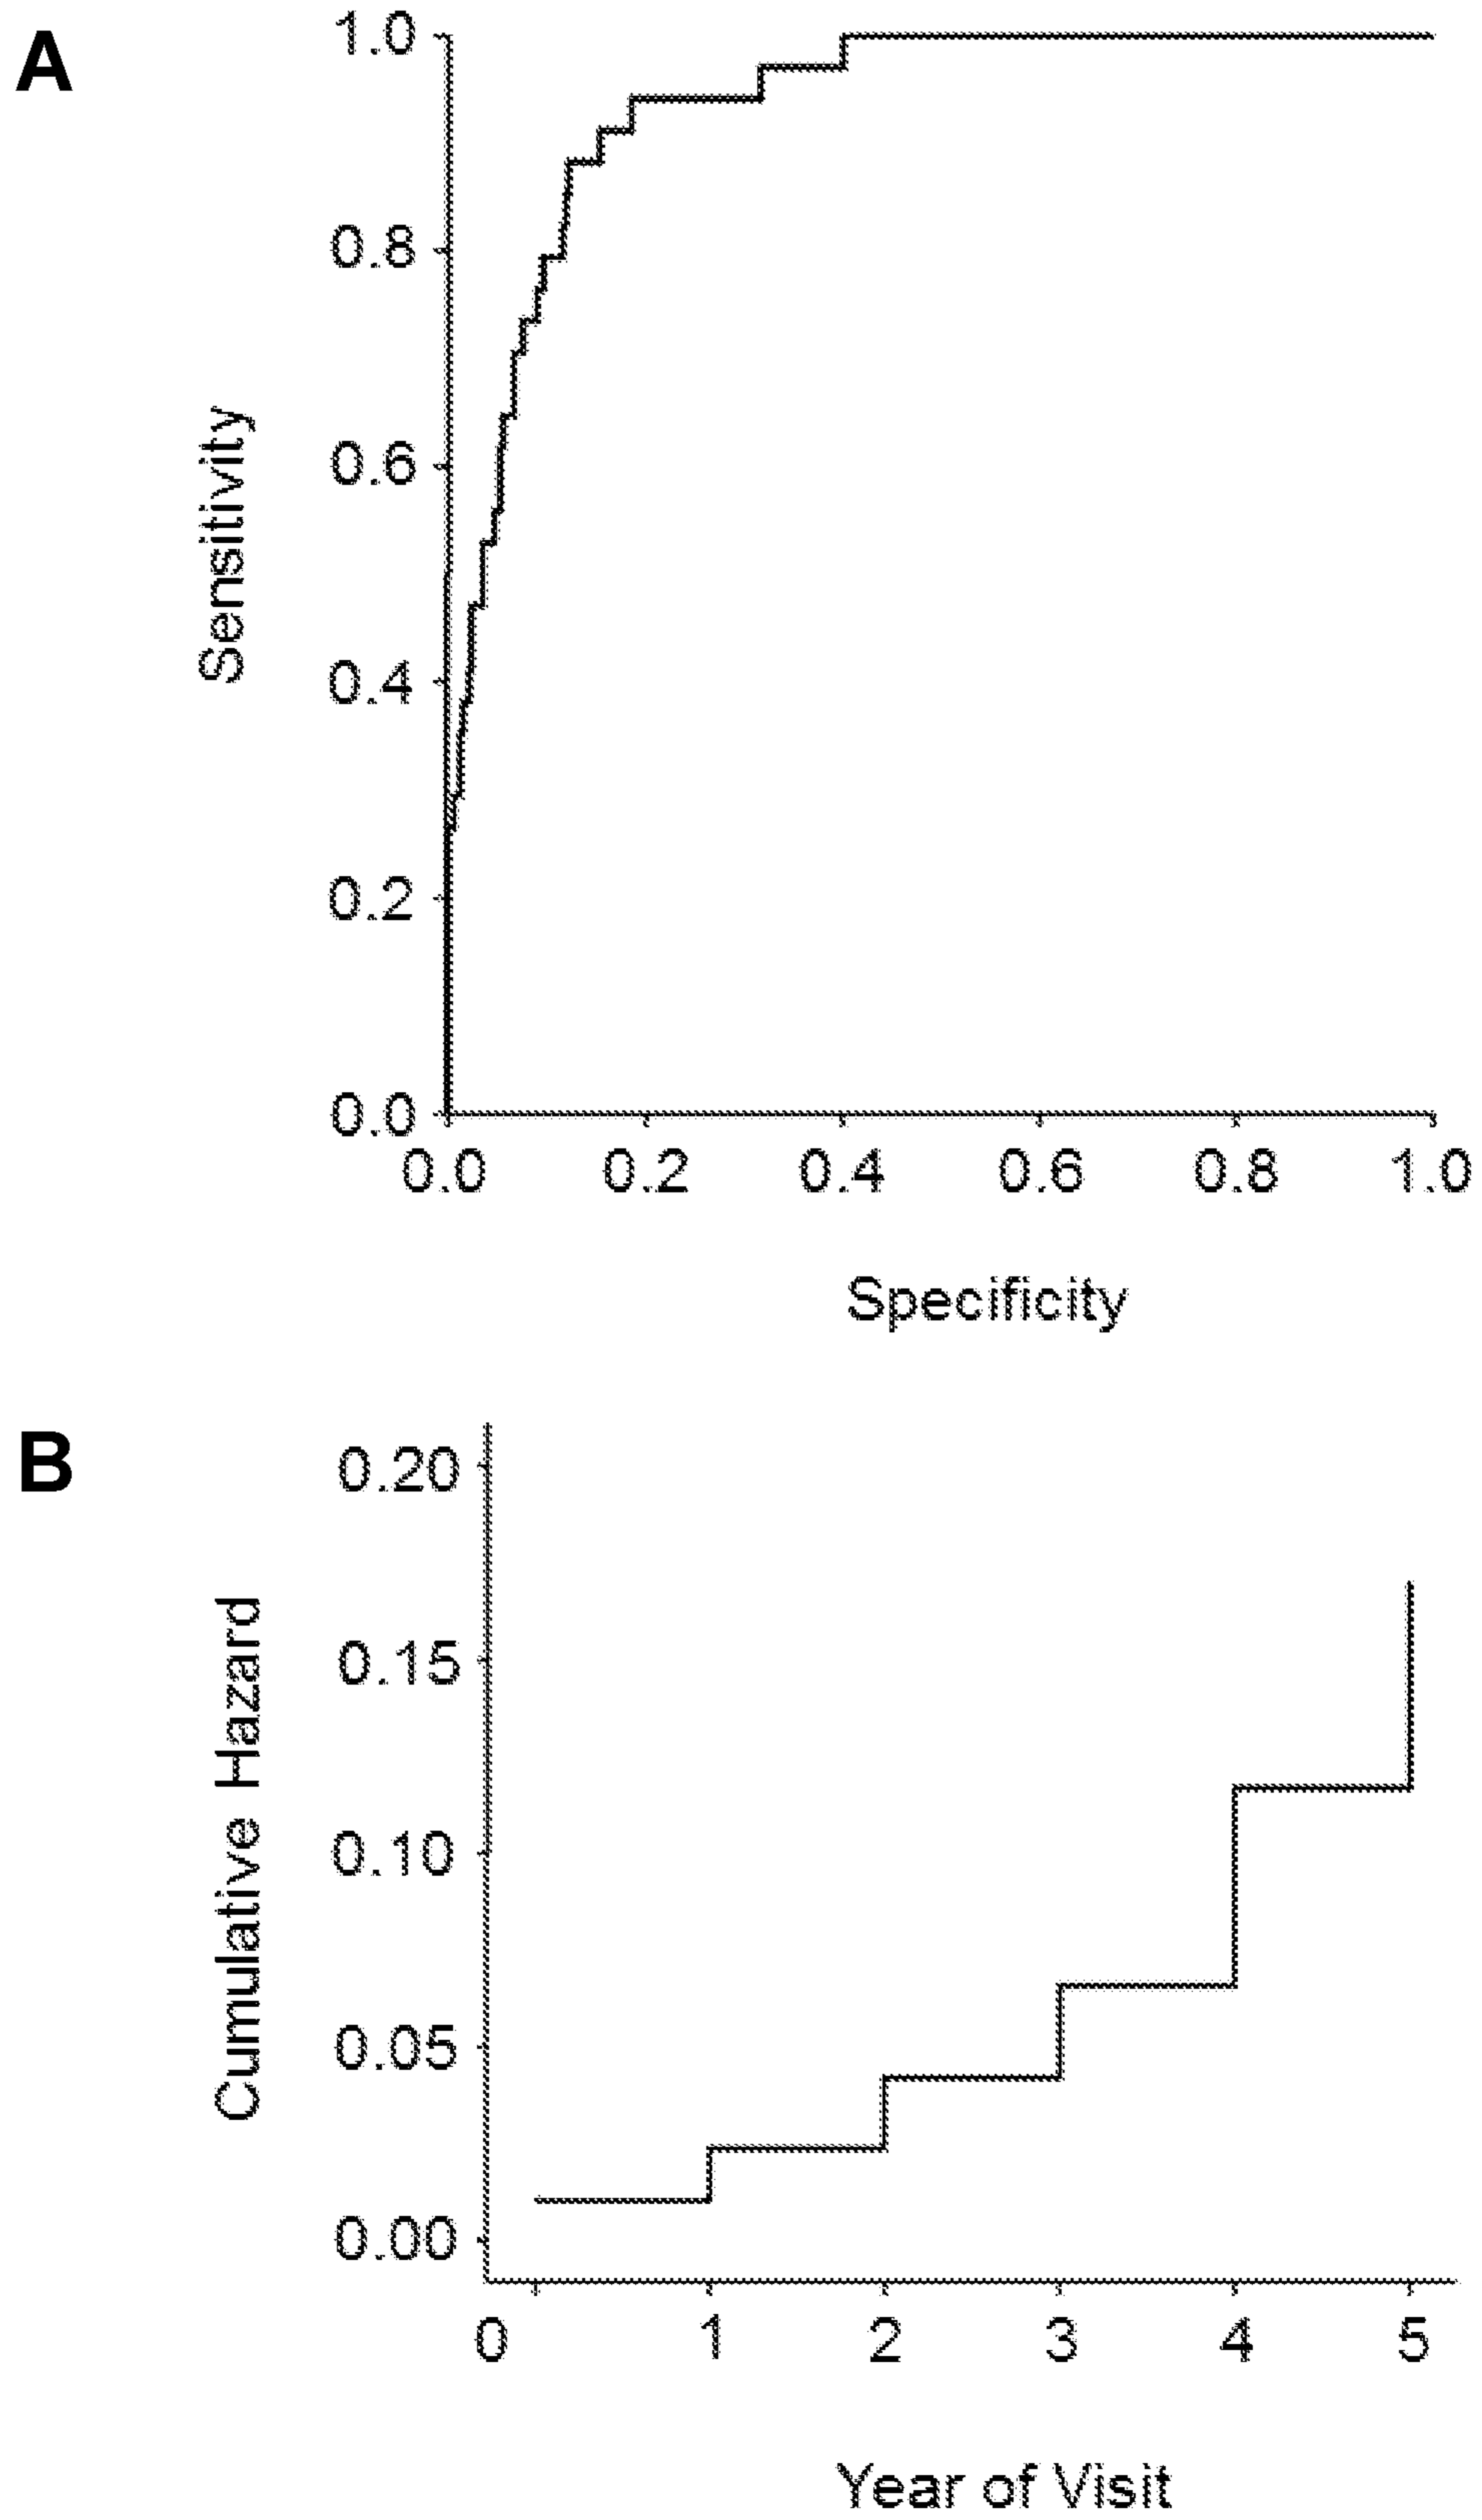 A
1.0
0.8
0.6
0.4
0.2
0.0
Sensitivity
0.0 0.2 0.4 0.6 0.8 1.0
Specificity
B
0.20
0.15
0.10
0.05
0.00
Cumulative Hazard
0 1 2 3 4 5
Year of Visit